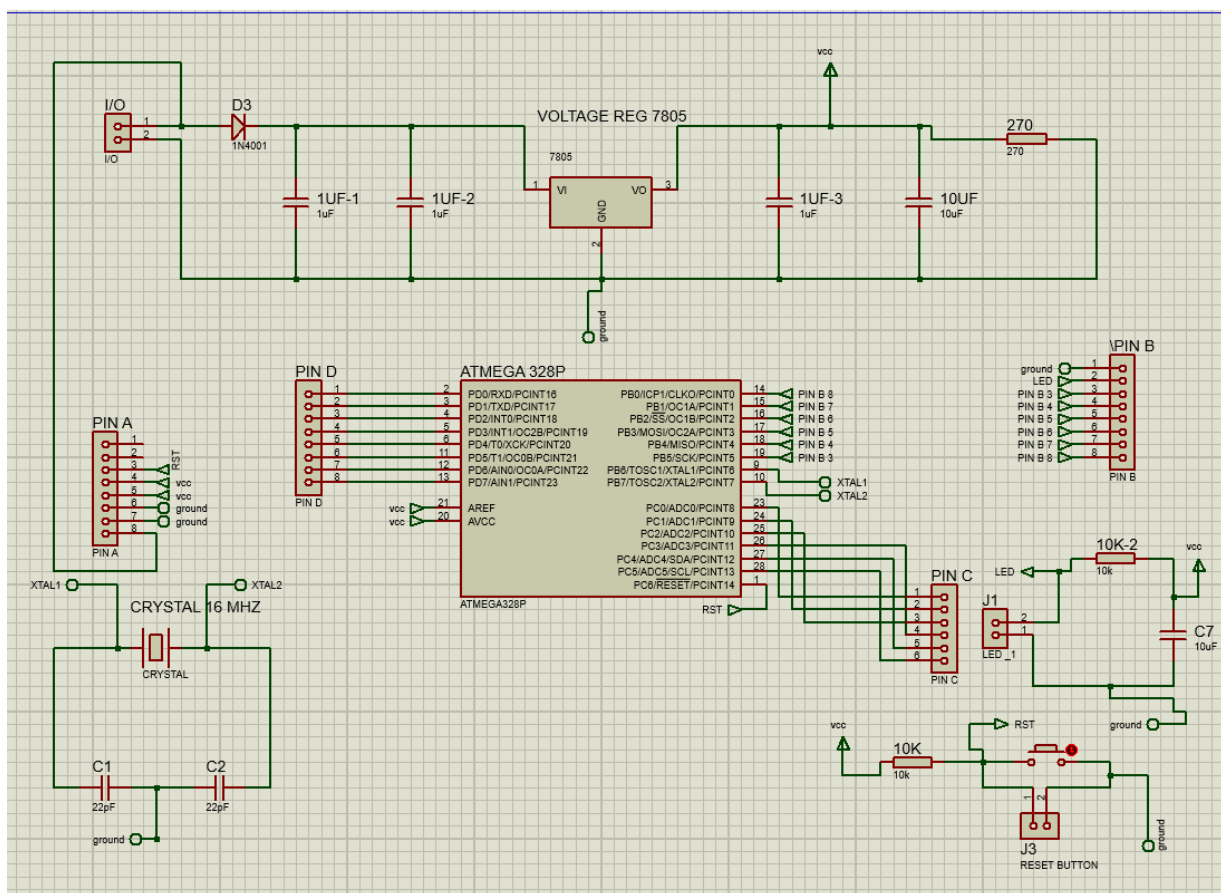 vcc
I/O
1
2
I/O
D3
1N4001
VOLTAGE REG 7805
7805
1
VI
VO
3
GND
2
1UF-1
1uF
1UF-2
1uF
1UF-3
1uF
10UF
10uF
270
270
ground
PIN D
1
2
3
4
5
6
7
8
PIN D
ATMEGA 328P
2
PD0/RXD/PCINT16
3
PD1/TXD/PCINT17
4
PD2/INT0/PCINT18
5
PD3/INT1/OC2B/PCINT19
6
PD4/T0/XCK/PCINT20
11
PD5/T1/OC0B/PCINT21
12
PD6/AIN0/OC0A/PCINT22
13
PD7/AIN1/PCINT23
vcc
21
AREF
vcc
20
AVCC
PB0/ICP1/CLKO/PCINT0
14
PIN B 8
PB1/OC1A/PCINT1
15
PIN B 7
PB2/SS/OC1B/PCINT2
16
PIN B 6
PB3/MOSI/OC2A/PCINT3
17
PIN B 5
PB4/MISO/PCINT4
18
PIN B 4
PB5/SCK/PCINT5
19
PIN B 3
PB6/TOSC1/XTAL1/PCINT6
9
XTAL1
PB7/TOSC2/XTAL2/PCINT7
10
XTAL2
PC0/ADC0/PCINT8
23
PC1/ADC1/PCINT9
24
PC2/ADC2/PCINT10
25
PC3/ADC3/PCINT11
26
PC4/ADC4/SDA/PCINT12
27
PC5/ADC5/SCL/PCINT13
28
PC6/RESET/PCINT14
1
RST
ATMEGA328P
\PIN B
ground
1
LED
2
PIN B 3
3
PIN B 4
4
PIN B 5
5
PIN B 6
6
PIN B 7
7
PIN B 8
8
PIN B
PIN A
1
2
3
RST
4
vcc
5
vcc
6
ground
7
ground
8
PIN A
XTAL1
XTAL2
CRYSTAL 16 MHZ
CRYSTAL
C1
22pF
C2
22pF
ground
PIN C
1
2
3
4
5
6
PIN C
LED
10K-2
10k
vcc
J1
2
1
LED _1
C7
10uF
ground
vcc
10K
10k
RST
1
2
J3
RESET BUTTON
ground